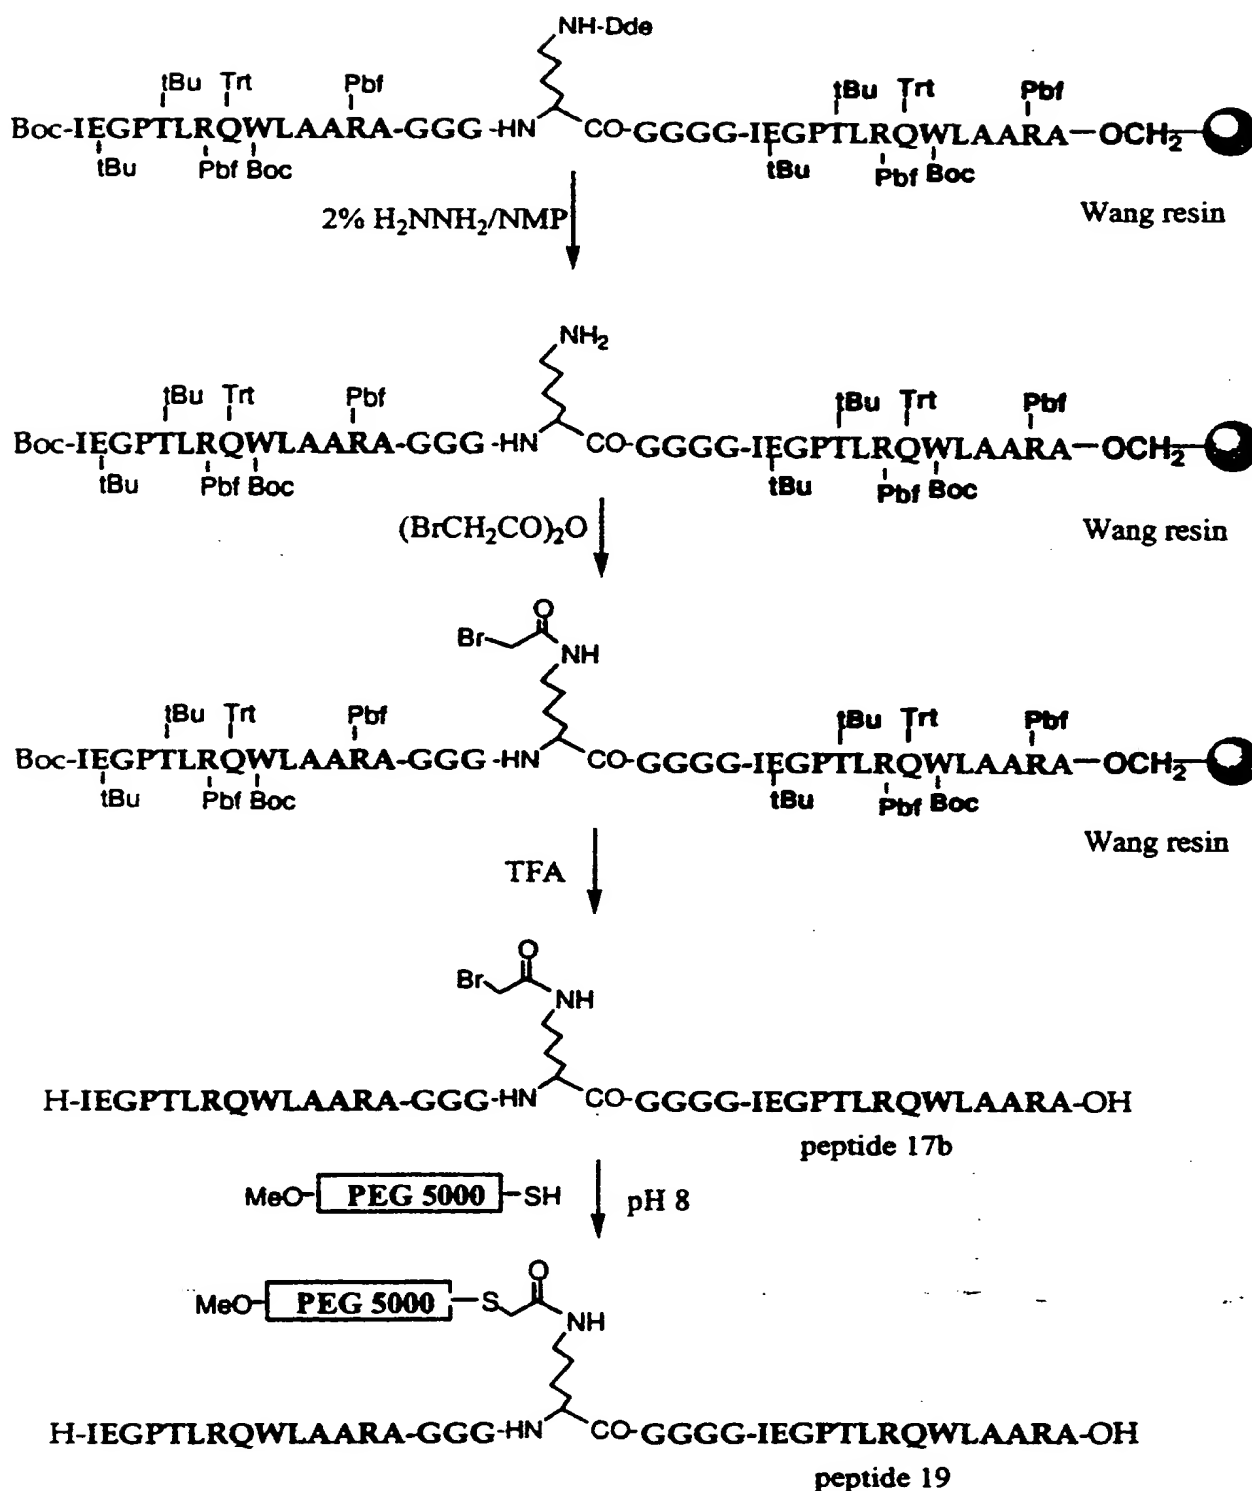 NH-Dde
tBu Trt Pbf tBu Trt Pbf
Boc-IEGPTLRQWLAARA-GGG-HN CO-GGGG-IEGPTLRQWLAARA-OCH2
tBu Pbf Boc tBu Pbf Boc
Wang resin
2% H2NNH2/NMP
NH2
tBu Trt Pbf tBu Trt Pbf
Boc-IEGPTLRQWLAARA-GGG-HN CO-GGGG-IEGPTLRQWLAARA-OCH2
tBu Pbf Boc tBu Pbf Boc
Wang resin
(BrCH2CO)2O
O
Br
NH
tBu Trt Pbf tBu Trt Pbf
Boc-IEGPTLRQWLAARA-GGG-HN CO-GGGG-IEGPTLRQWLAARA-OCH2
tBu Pbf Boc tBu Pbf Boc
Wang resin
TFA
O
Br
NH
H-IEGPTLRQWLAARA-GGG-HN CO-GGGG-IEGPTLRQWLAARA-OH
peptide 17b
MeO- PEG 5000 -SH pH 8
O
MeO- PEG 5000 -S
NH
H-IEGPTLRQWLAARA-GGG-HN CO-GGGG-IEGPTLRQWLAARA-OH
peptide 19